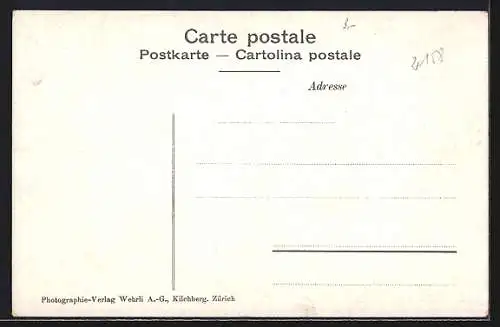 Carte postale
Postkarte — Cartolina postale
Adresse
Photographie-Verlag Wehrli A.-G., Kilchberg. Zürich